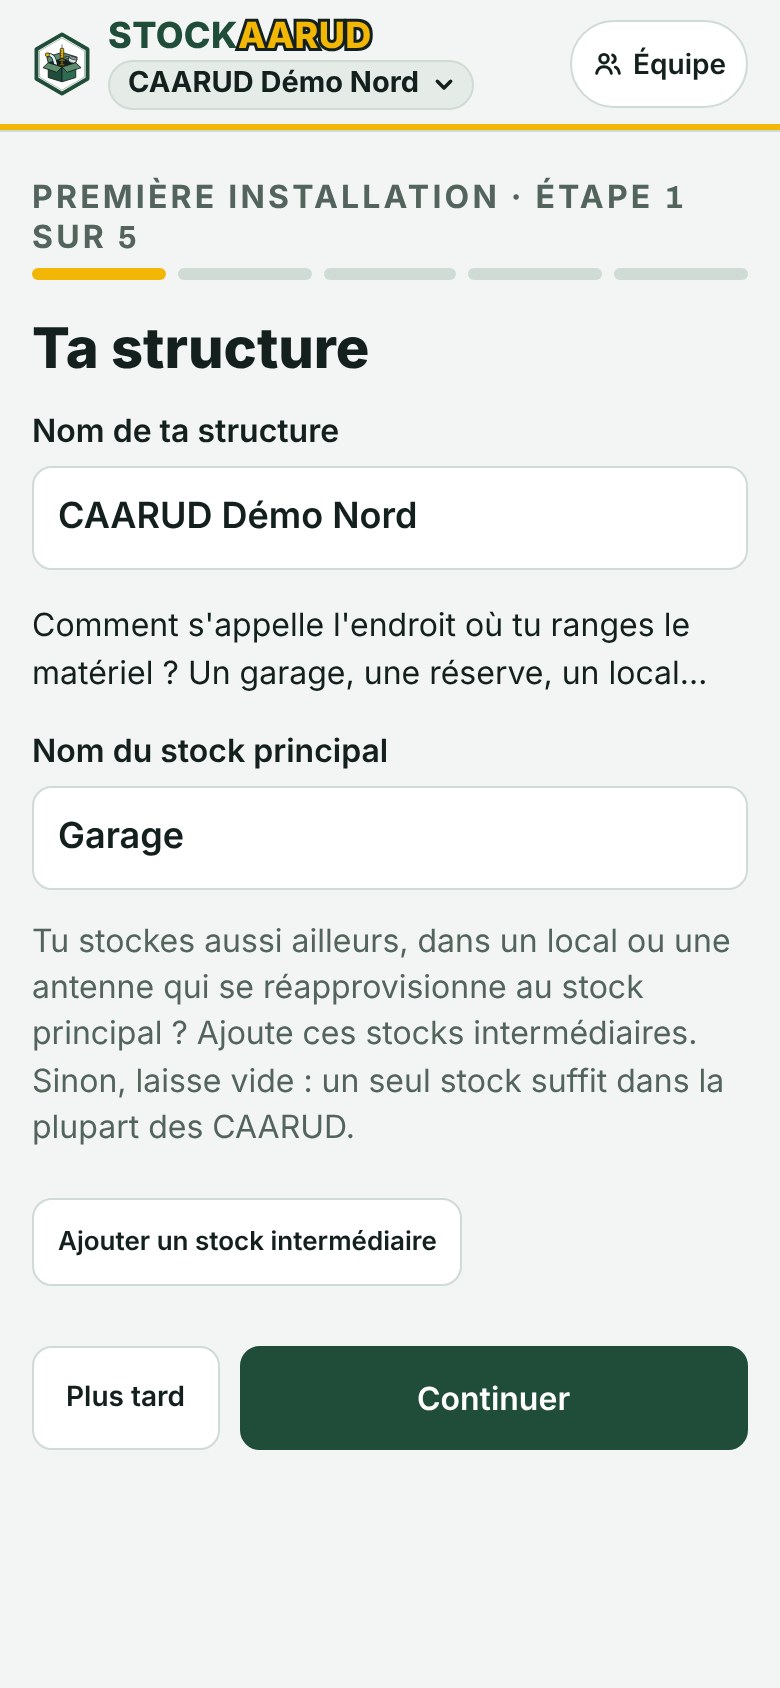 STOCKAARUD
CAARUD Démo Nord
Équipe
PREMIÈRE INSTALLATION · ÉTAPE 1
SUR 5
Ta structure
Nom de ta structure
CAARUD Démo Nord
Comment s'appelle l'endroit où tu ranges le
matériel ? Un garage, une réserve, un local...
Nom du stock principal
Garage
Tu stockes aussi ailleurs, dans un local ou une
antenne qui se réapprovisionne au stock
principal ? Ajoute ces stocks intermédiaires.
Sinon, laisse vide : un seul stock suffit dans la
plupart des CAARUD.
Ajouter un stock intermédiaire
Plus tard
Continuer